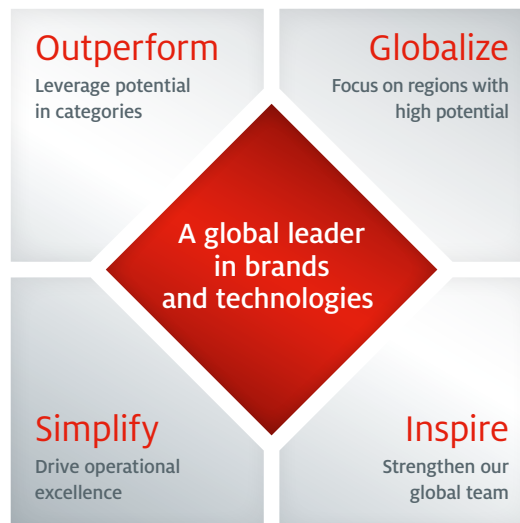 Outperform
Leverage potential
in categories
Globalize
Focus on regions with
high potential
A global leader
in brands
and technologies
Simplify
Drive operational
excellence
Inspire
Strengthen our
global team